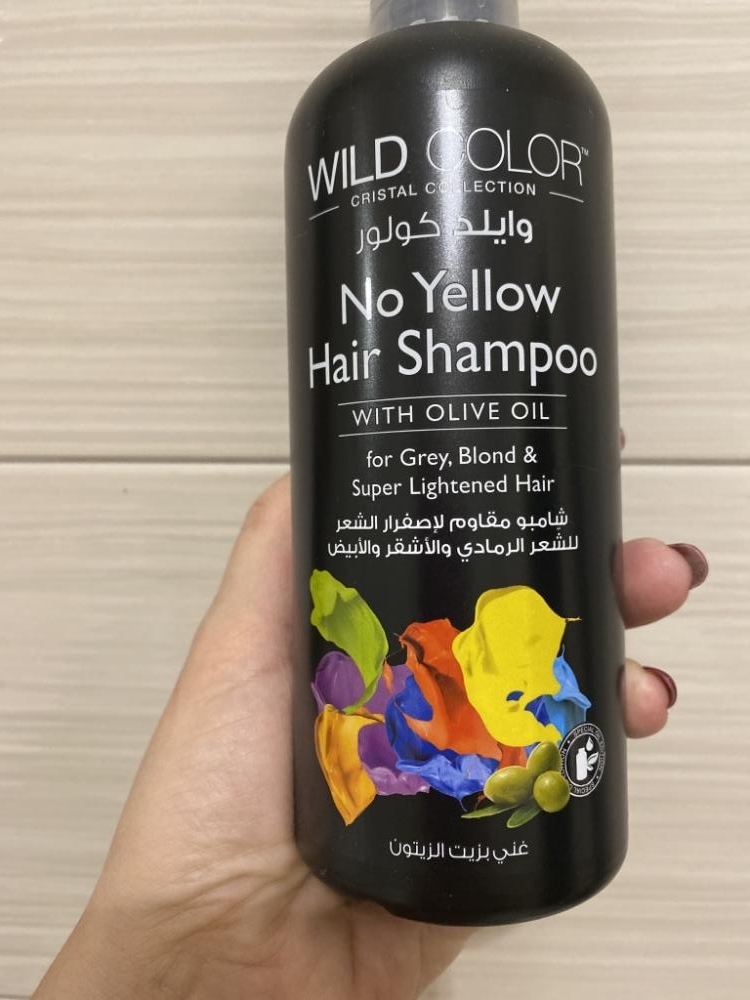 WILD COLOR™
CRISTAL COLLECTION
وايلد كولور
No Yellow
Hair Shampoo
WITH OLIVE OIL
for Grey, Blond &
Super Lightened Hair
شامبو مقاوم لإصفرار الشعر
للشعر الرمادي والأشقر والأبيض
غني بزيت الزيتون